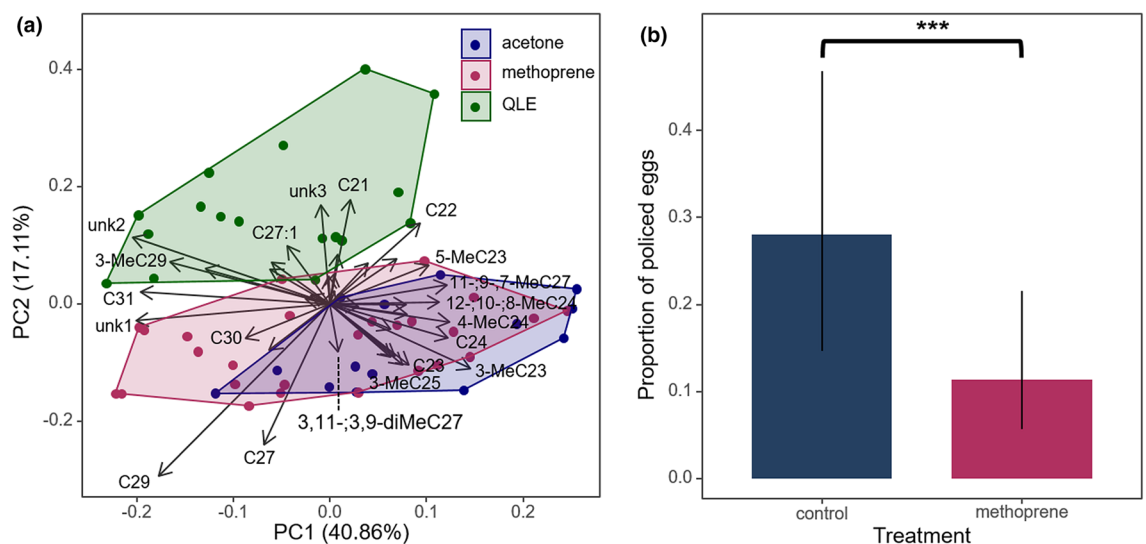 (a)
acetone
methoprene
QLE
0.4
0.2
0.0
-0.2
PC2 (17.11%)
unk3
C21
C22
unk2
C27:1
3-MeC29
5-MeC23
11-;9-;7-MeC27
C31
12-;10-;8-MeC24
unk1
4-MeC24
C30
C24
C23
3-MeC23
3-MeC25
3,11-;3,9-diMeC27
C27
C29
-0.2
-0.1
0.0
0.1
0.2
PC1 (40.86%)
(b)
***
0.4
0.3
0.2
0.1
0.0
Proportion of policed eggs
control
methoprene
Treatment